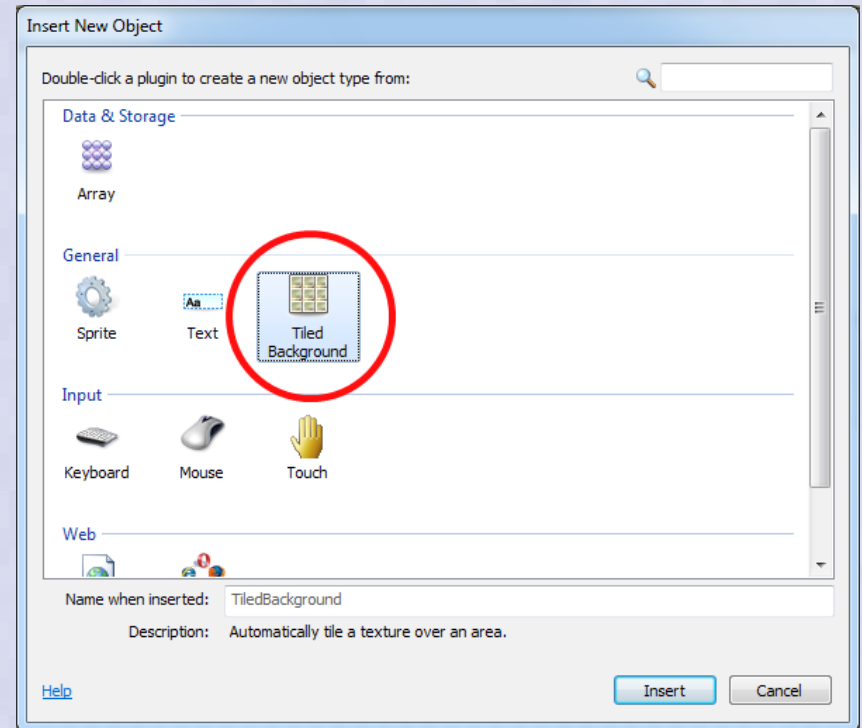 Insert New Object
Double-click a plugin to create a new object type from:
Data & Storage
Array
General
Sprite
Aa
Text
Tiled
Background
Input
Keyboard
Mouse
Touch
Web
Name when inserted: TiledBackground
Description: Automatically tile a texture over an area.
Help
Insert
Cancel